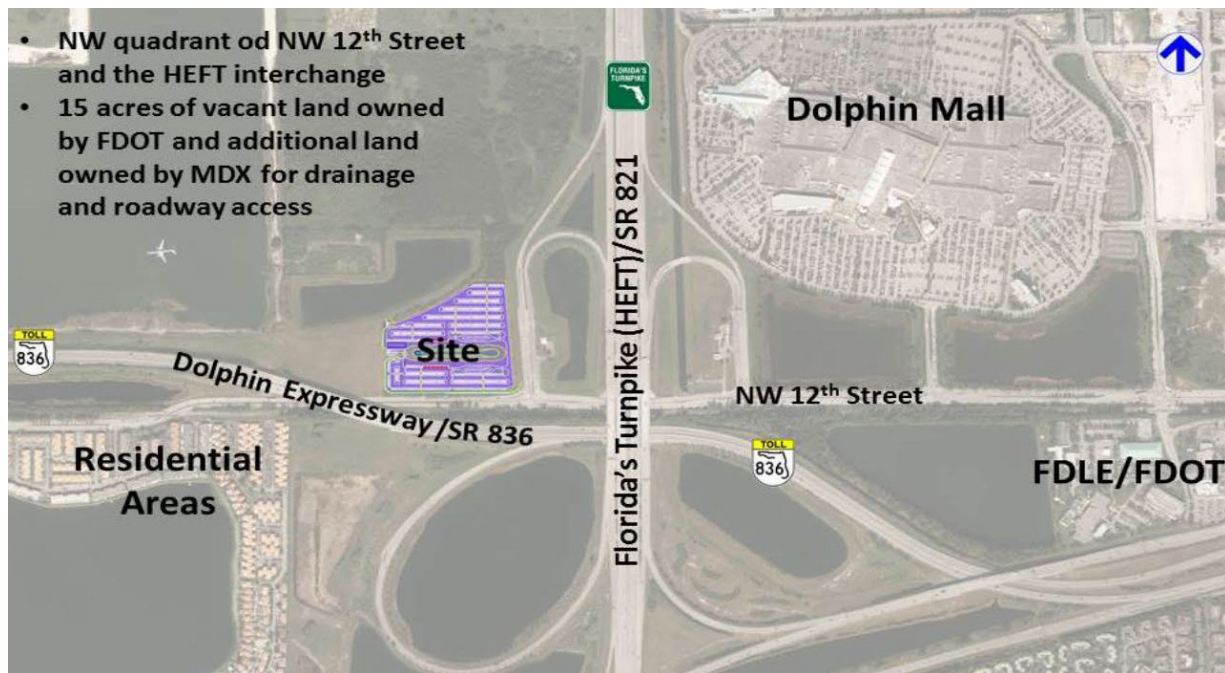 • NW quadrant od NW 12th Street
and the HEFT interchange
• 15 acres of vacant land owned
by FDOT and additional land
owned by MDX for drainage
and roadway access
FLORIDA'S
TURNPIKE
Dolphin Mall
Florida's Turnpike (HEFT)/SR 821
TOLL
836
Site
Dolphin Expressway/SR 836
NW 12th Street
Residential
Areas
TOLL
836
FDLE/FDOT